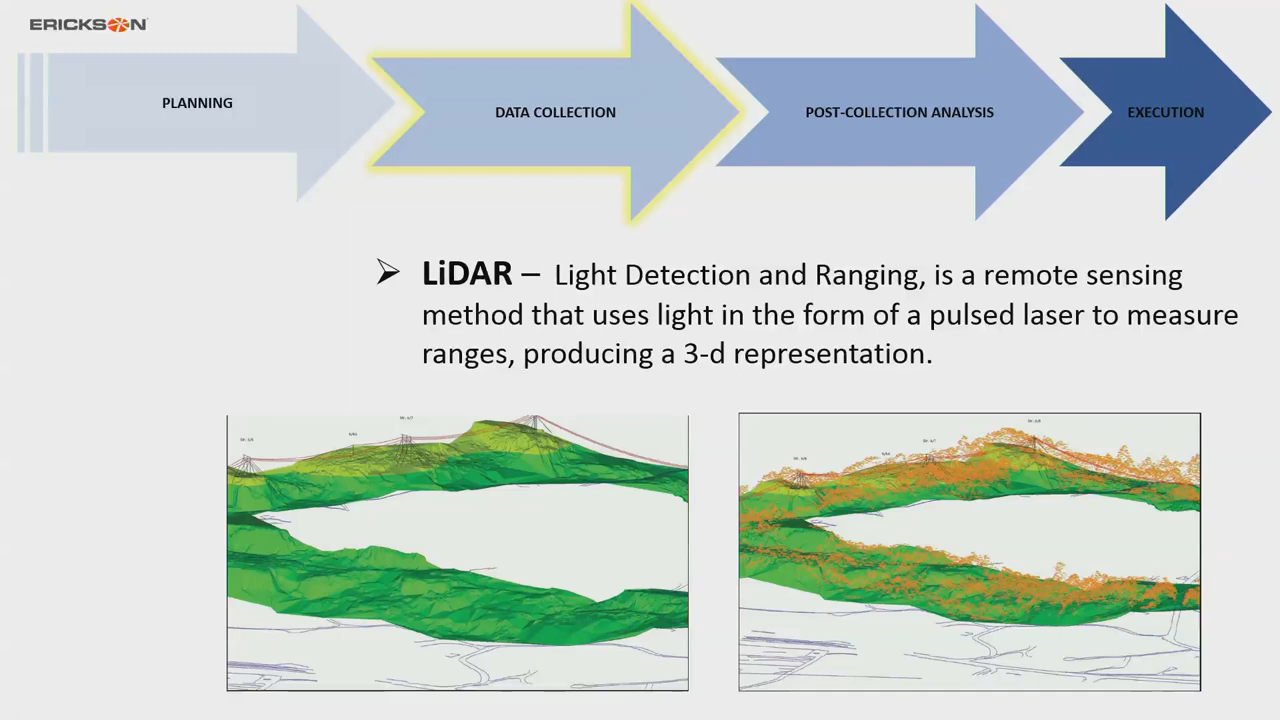 ERICKSON
PLANNING
DATA COLLECTION
POST-COLLECTION ANALYSIS
EXECUTION
LiDAR – Light Detection and Ranging, is a remote sensing
method that uses light in the form of a pulsed laser to measure
ranges, producing a 3-d representation.